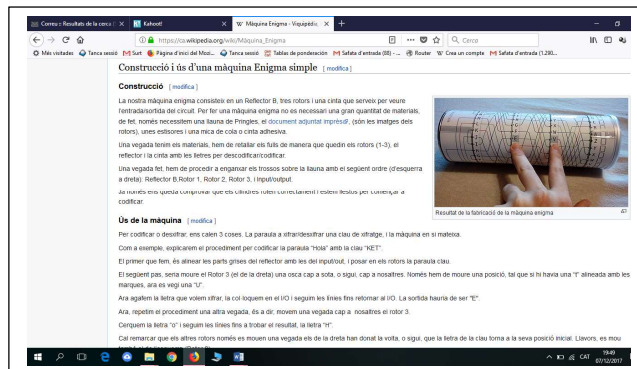 Correu :: Resultats de la cerca
Kahoot!
Màquina Enigma - Viquipèdia,
https://ca.wikipedia.org/wiki/Màquina_Enigma
Cerca
Més visitades Tanca sessió Surt Pàgina d'inici del Mozi... Tanca sessió Tablas de ponderación Safata d'entrada (88) - ... Router Crea un compte Safata d'entrada (1.290...
Construcció i ús d'una màquina Enigma simple [ modifica ]
Construcció [ modifica ]
La nostra màquina enigma consisteix en un Reflector B, tres rotors i una cinta que serveix per veure
l'entrada/sortida del circuit. Per fer una màquina enigma no es necessari una gran quantitat de materials,
de fet, només necessitem una llauna de Pringles, el document adjuntat imprès, (són les imatges dels
rotors), unes estisores i una mica de cola o cinta adhesiva.
Una vegada tenim els materials, hem de retallar els fulls de manera que quedin els rotors (1-3), el
reflector i la cinta amb les lletres per descodificar/codificar.
Una vegada fet, hem de procedir a enganxar els trossos sobre la llauna amb el següent ordre (d'esquerra
a dreta): Reflector B,Rotor 1, Rotor 2, Rotor 3, i Input/output.
Ja només ens queda comprovar que els cilindres roten correctament i estem llestos per començar a
codificar.
Resultat de la fabricació de la màquina enigma
Ús de la màquina [ modifica ]
Per codificar o desxifrar, ens calen 3 coses. La paraula a xifrar/desxifrar una clau de xifratge, i la màquina en si mateixa.
Com a exemple, explicarem el procediment per codificar la paraula "Hola" amb la clau "KET".
El primer que fem, és alinear les parts grises del reflector amb les del input/out, i posar en els rotors la paraula clau.
El següent pas, seria moure el Rotor 3 (el de la dreta) una osca cap a sota, o sigui, cap a nosaltres. Només hem de moure una posició, tal que si hi havia una "T" alineada amb les
marques, ara es vegi una "U".
Ara agafem la lletra que volem xifrar, la col·loquem en el I/O i seguim les línies fins retornar al I/O. La sortida hauria de ser "E".
Ara, repetim el procediment una altra vegada, és a dir, movem una vegada cap a nosaltres el rotor 3.
Cerquem la lletra "o" i seguim les línies fins a trobar el resultat, la lletra "H".
Cal remarcar que els altres rotors només es mouen una vegada els de la dreta han donat la volta, o sigui, que la lletra de la clau torna a la seva posició inicial. Llavors, es mou
CAT
19:49
07/12/2017